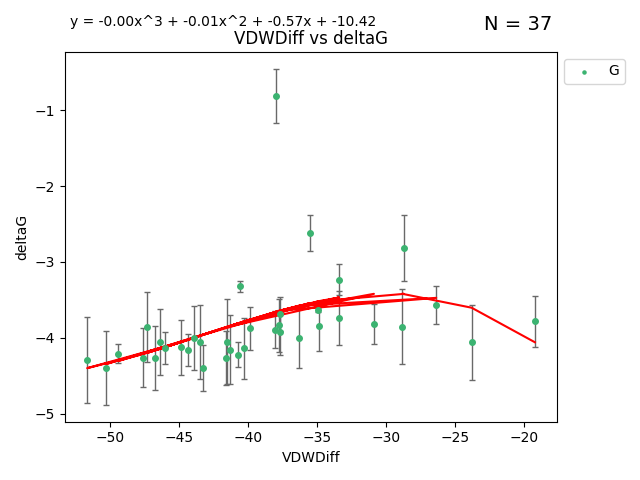 y = -0.00x^3 + -0.01x^2 + -0.57x + -10.42
N = 37
VDWDiff vs deltaG
G
−1
−2
−3
−4
−5
deltaG
−50 −45 −40 −35 −30 −25 −20
VDWDiff